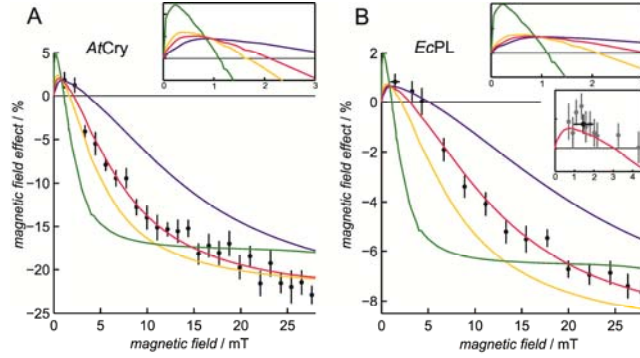 A
AtCry
5
0
-5
-10
-15
-20
-25
magnetic field effect / %
0 5 10 15 20 25
magnetic field / mT
0 1 2 3
B
EcPL
2
0
-2
-4
-6
-8
magnetic field effect / %
0 5 10 15 20 25
magnetic field / mT
0 1 2 3
0 1 2 3 4